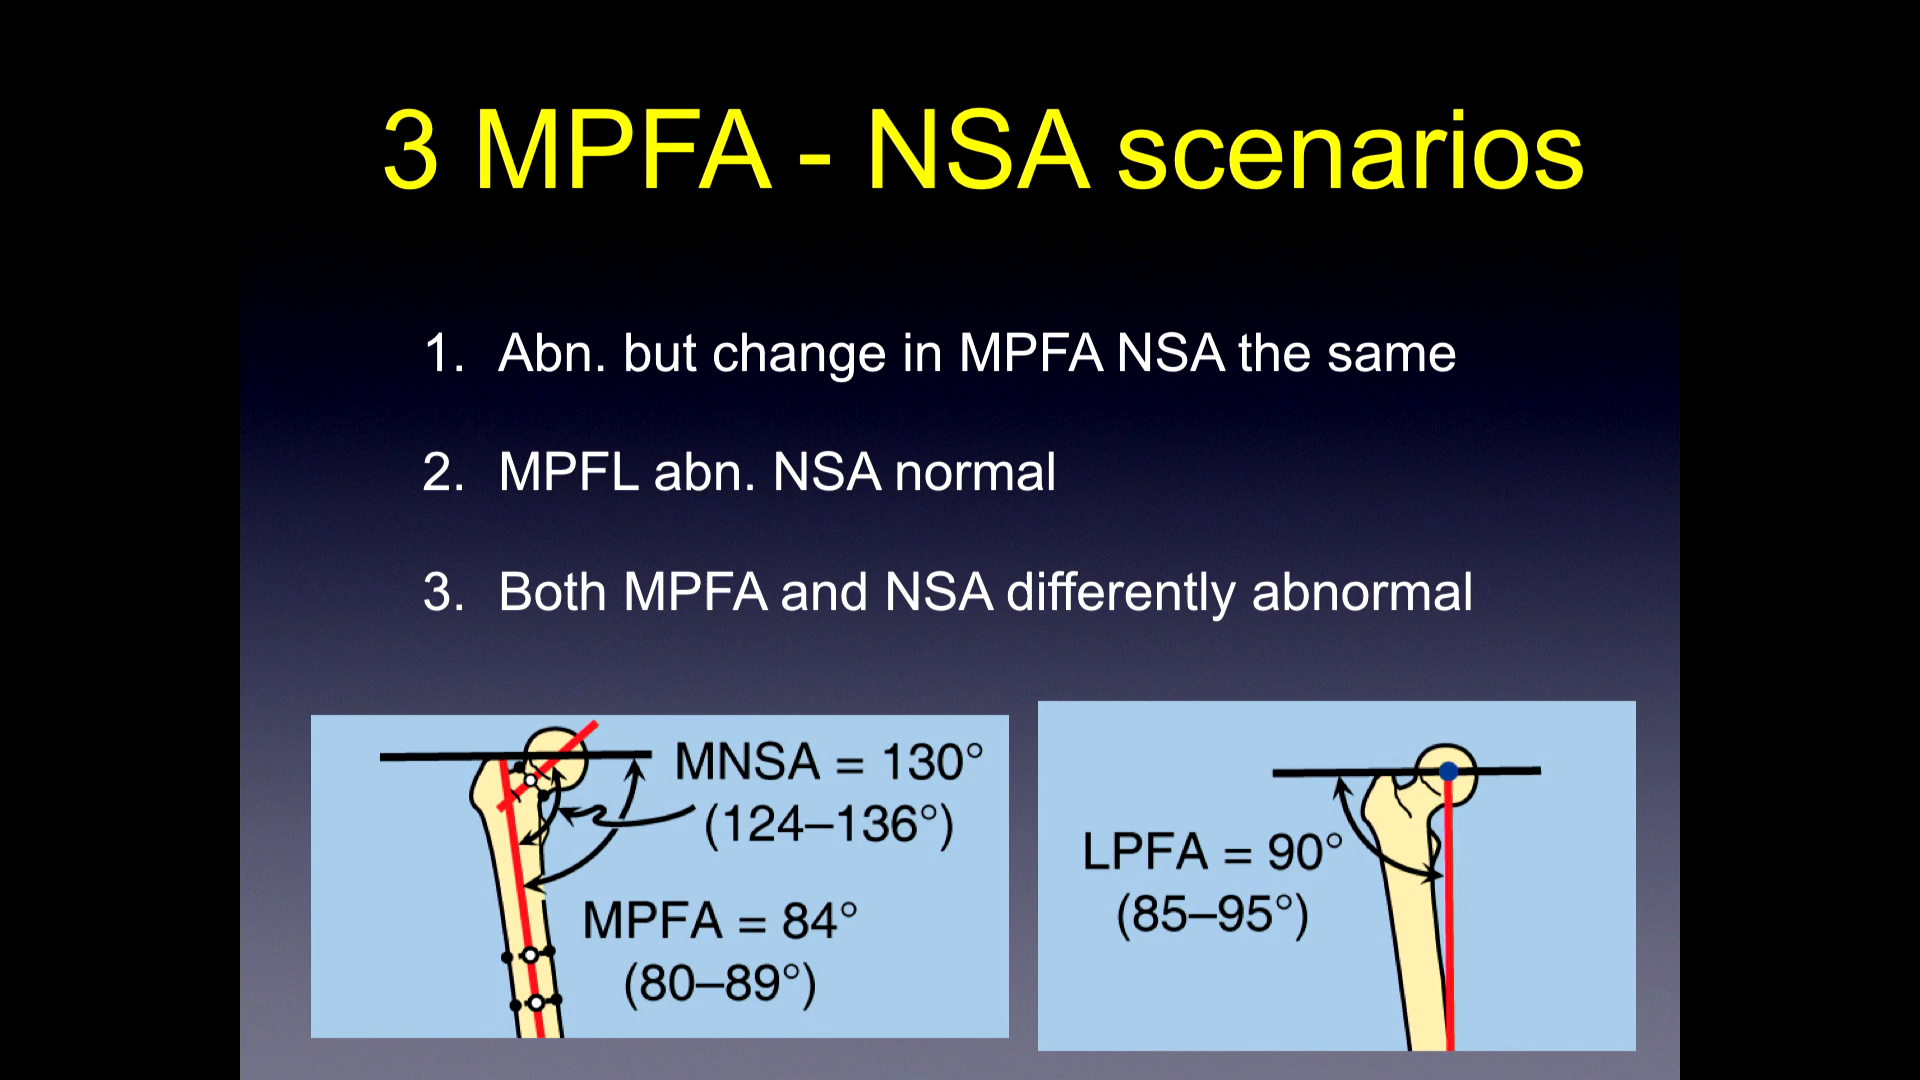 3 MPFA - NSA scenarios
1. Abn. but change in MPFA NSA the same
2. MPFL abn. NSA normal
3. Both MPFA and NSA differently abnormal
MNSA = 130°
(124–136°)
MPFA = 84°
(80–89°)
LPFA = 90°
(85–95°)